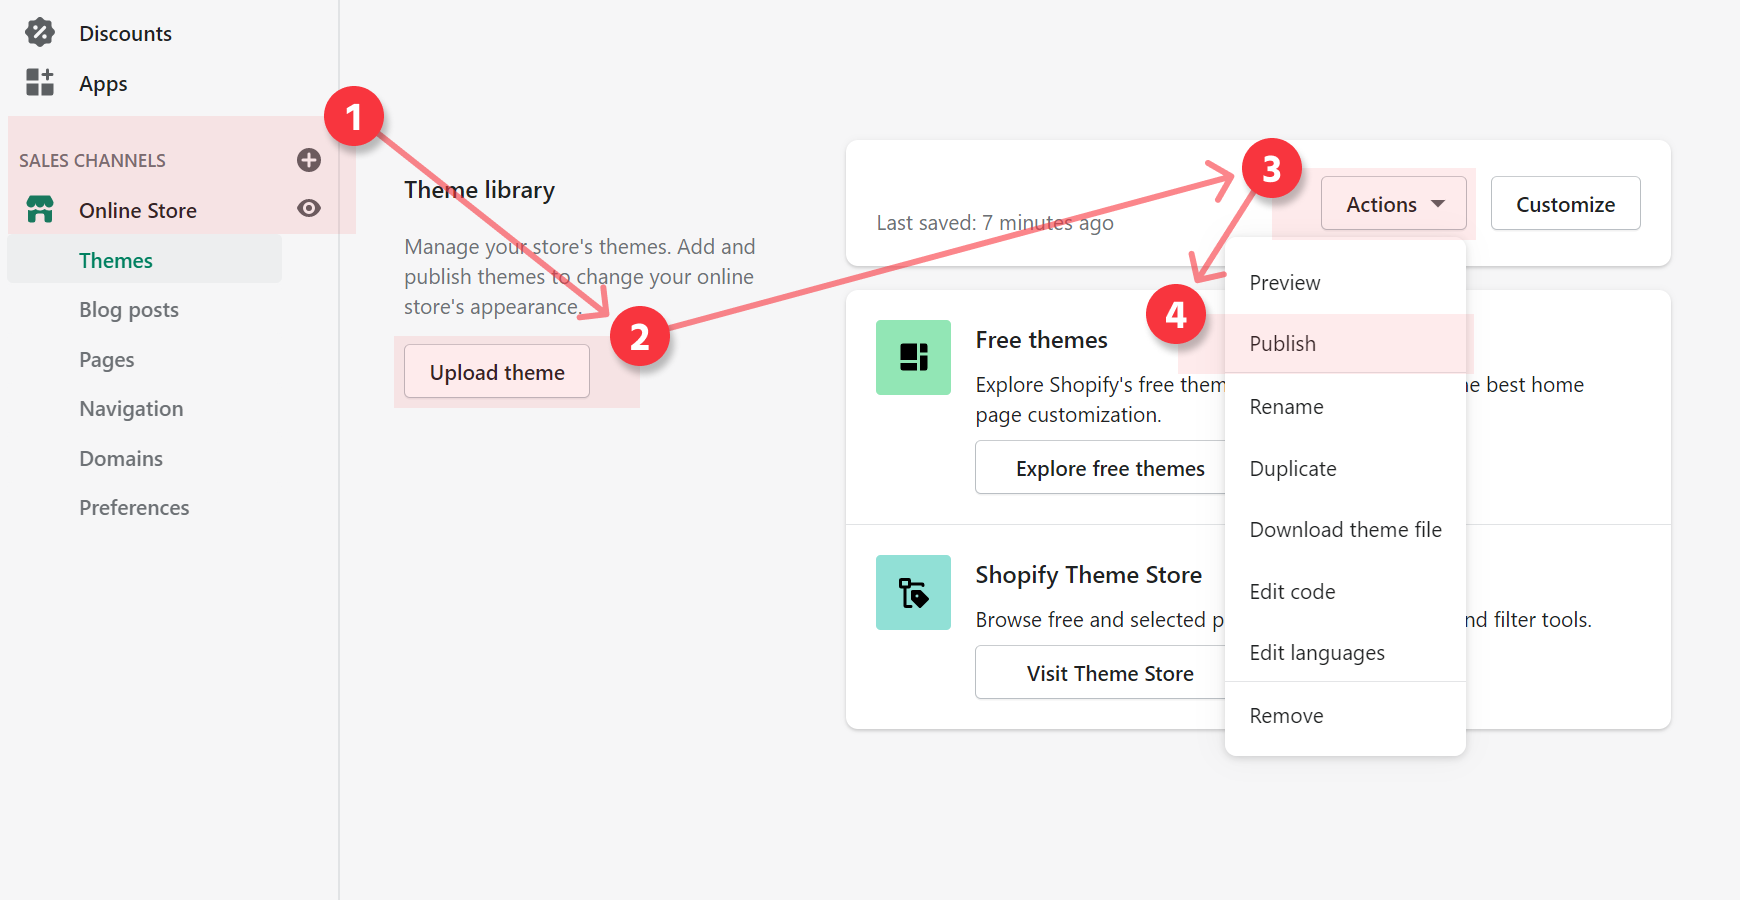 Discounts
Apps
SALES CHANNELS
Online Store
Themes
Blog posts
Pages
Navigation
Domains
Preferences
1
Theme library
Manage your store's themes. Add and
publish themes to change your online
store's appearance.
2
Upload theme
3
Last saved: 7 minutes ago
Actions
Customize
4
Preview
Publish
Rename
Duplicate
Download theme file
Edit code
Edit languages
Remove
Free themes
Explore Shopify's free best home
page customization.
Explore free themes
Shopify Theme Store
Browse free and selected filter tools.
Visit Theme Store